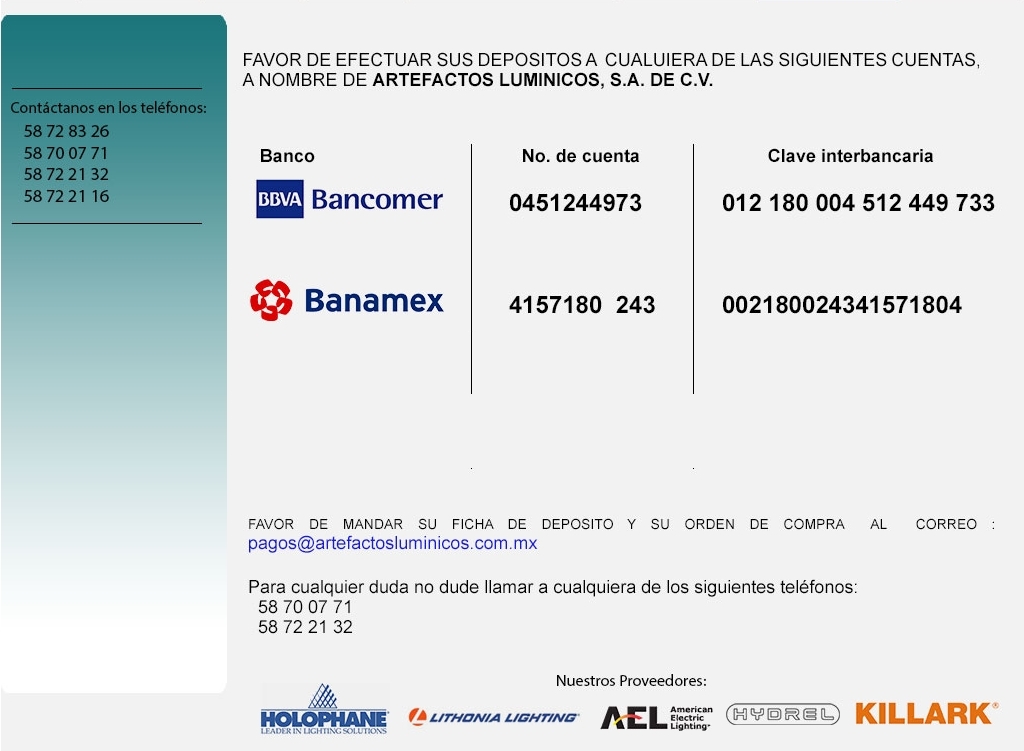 Contáctanos en los teléfonos:
58 72 83 26
58 70 07 71
58 72 21 32
58 72 21 16
FAVOR DE EFECTUAR SUS DEPOSITOS A CUALUIERA DE LAS SIGUIENTES CUENTAS,
A NOMBRE DE ARTEFACTOS LUMINICOS, S.A. DE C.V.
Banco No. de cuenta Clave interbancaria
BBVA Bancomer 0451244973 012 180 004 512 449 733
Banamex 4157180 243 002180024341571804
FAVOR DE MANDAR SU FICHA DE DEPOSITO Y SU ORDEN DE COMPRA AL CORREO :
pagos@artefactosluminicos.com.mx
Para cualquier duda no dude llamar a cualquiera de los siguientes teléfonos:
58 70 07 71
58 72 21 32
Nuestros Proveedores:
HOLOPHANE
LEADER IN LIGHTING SOLUTIONS
LITHONIA LIGHTING®
AEL American
Electric
Lighting™
HYDREL
KILLARK®